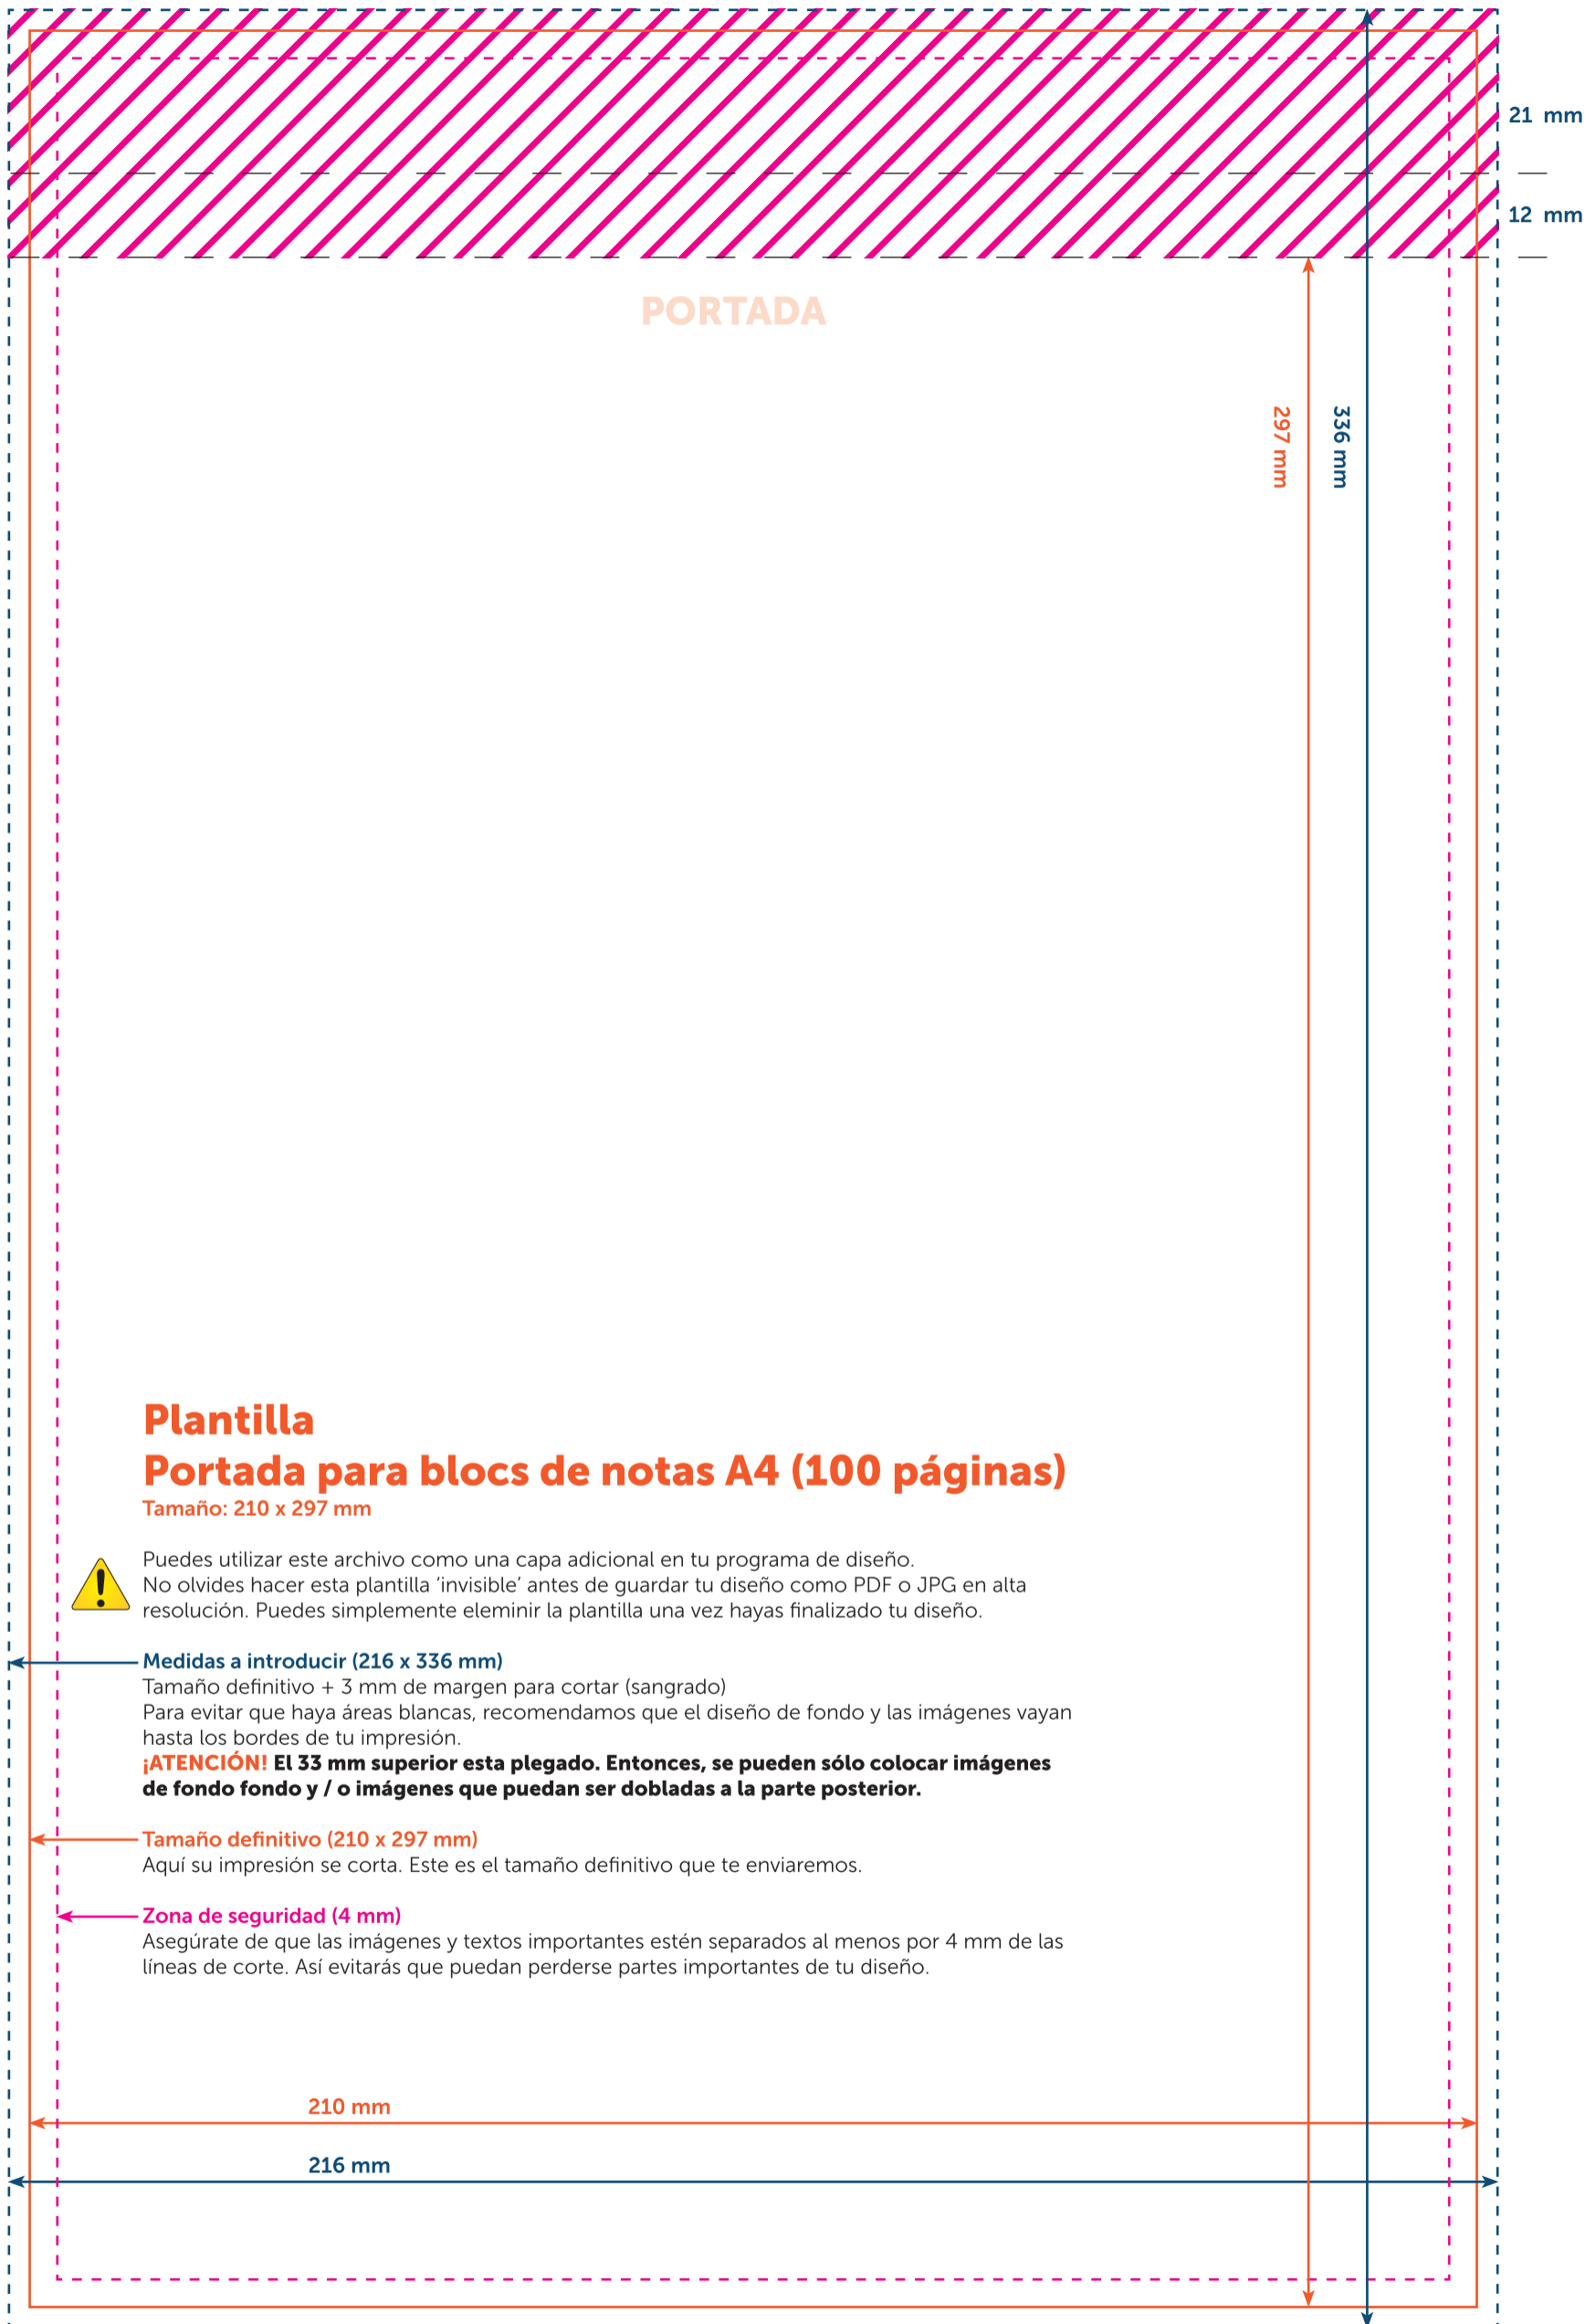 21 mm
12 mm
PORTADA
297 mm
336 mm
Plantilla
Portada para blocs de notas A4 (100 páginas)
Tamaño: 210 x 297 mm
Puedes utilizar este archivo como una capa adicional en tu programa de diseño.
No olvides hacer esta plantilla ‘invisible’ antes de guardar tu diseño como PDF o JPG en alta
resolución. Puedes simplemente eleminir la plantilla una vez hayas finalizado tu diseño.
Medidas a introducir (216 x 336 mm)
Tamaño definitivo + 3 mm de margen para cortar (sangrado)
Para evitar que haya áreas blancas, recomendamos que el diseño de fondo y las imágenes vayan
hasta los bordes de tu impresión.
¡ATENCIÓN! El 33 mm superior esta plegado. Entonces, se pueden sólo colocar imágenes
de fondo fondo y / o imágenes que puedan ser dobladas a la parte posterior.
Tamaño definitivo (210 x 297 mm)
Aquí su impresión se corta. Este es el tamaño definitivo que te enviaremos.
Zona de seguridad (4 mm)
Asegúrate de que las imágenes y textos importantes estén separados al menos por 4 mm de las
líneas de corte. Así evitarás que puedan perderse partes importantes de tu diseño.
210 mm
216 mm